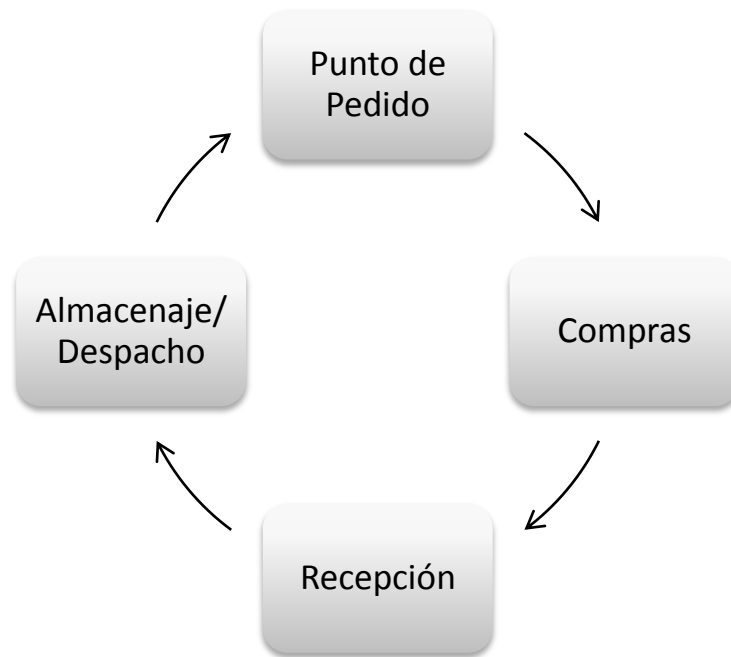 Punto de
Pedido
Almacenaje/
Despacho
Compras
Recepción